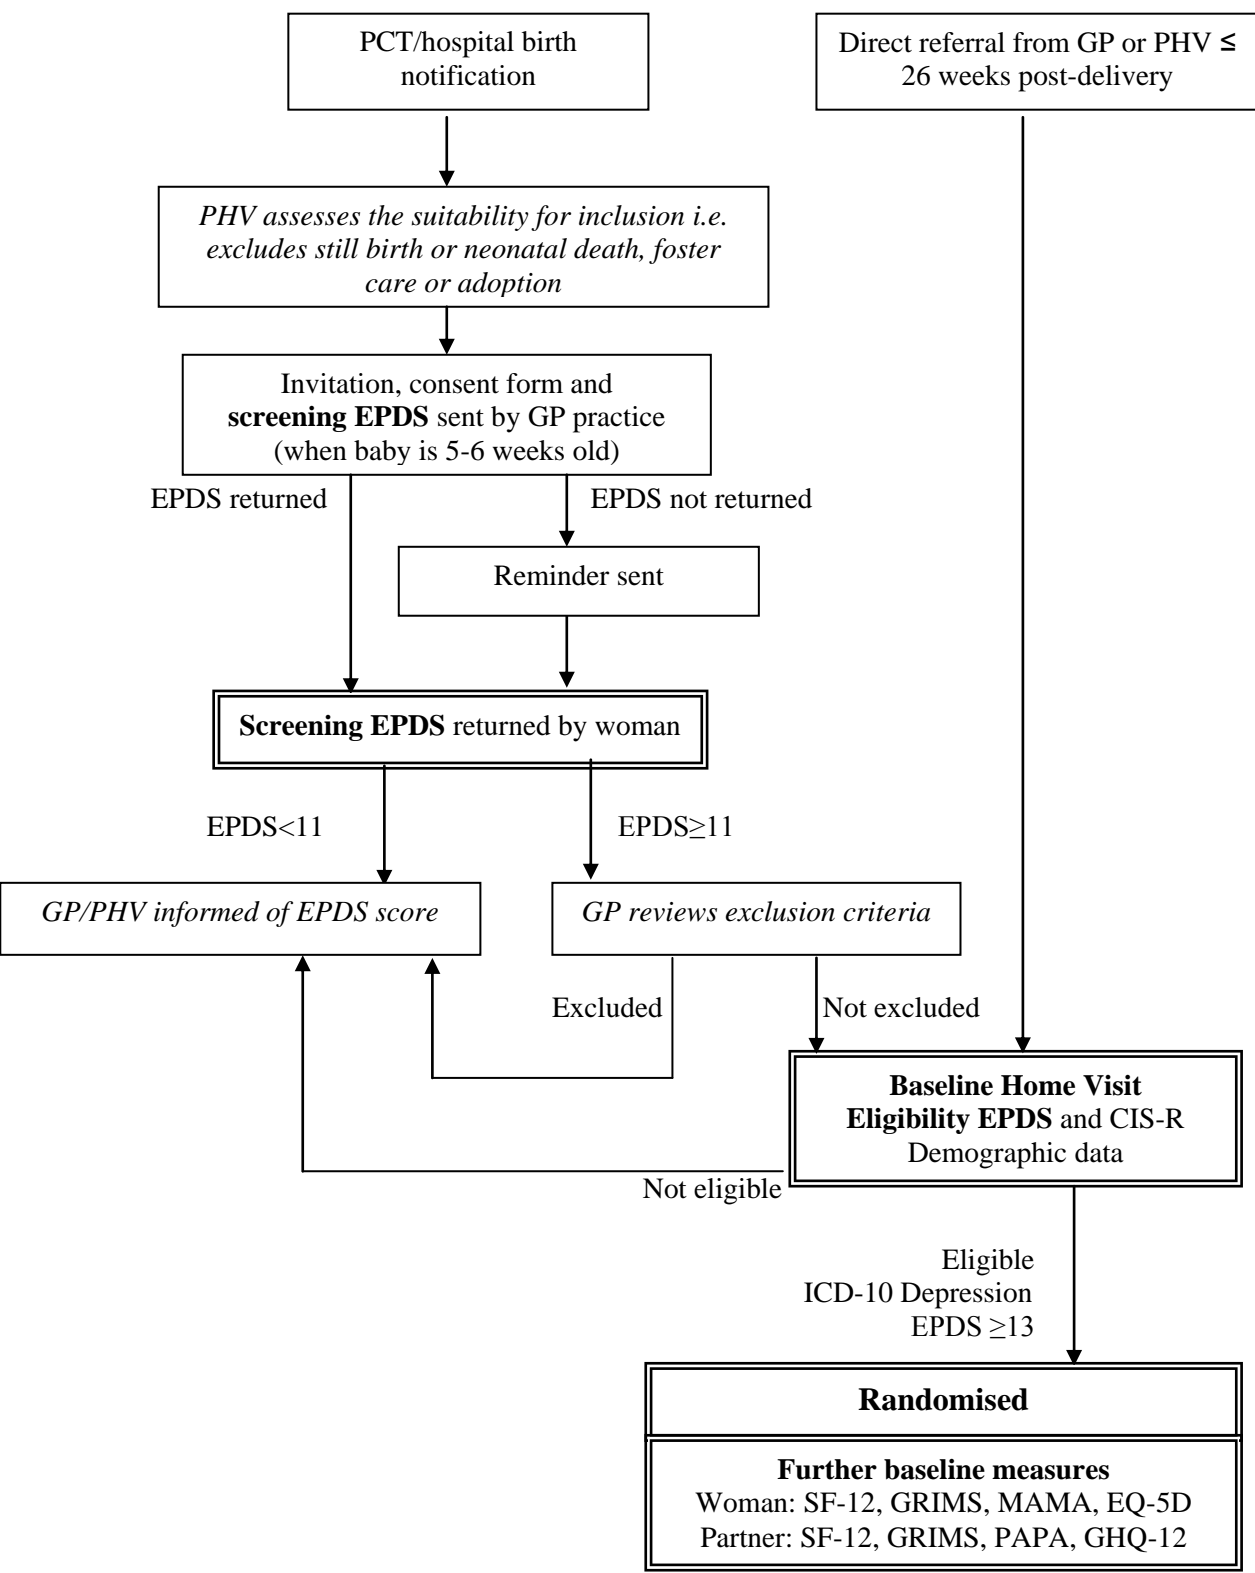 PCT/hospital birth
notification
Direct referral from GP or PHV ≤
26 weeks post-delivery
PHV assesses the suitability for inclusion i.e.
excludes still birth or neonatal death, foster
care or adoption
Invitation, consent form and
screening EPDS sent by GP practice
(when baby is 5-6 weeks old)
EPDS returned
EPDS not returned
Reminder sent
Screening EPDS returned by woman
EPDS<11
EPDS≥11
GP/PHV informed of EPDS score
GP reviews exclusion criteria
Excluded
Not excluded
Baseline Home Visit
Eligibility EPDS and CIS-R
Demographic data
Not eligible
Eligible
ICD-10 Depression
EPDS ≥13
Randomised
Further baseline measures
Woman: SF-12, GRIMS, MAMA, EQ-5D
Partner: SF-12, GRIMS, PAPA, GHQ-12